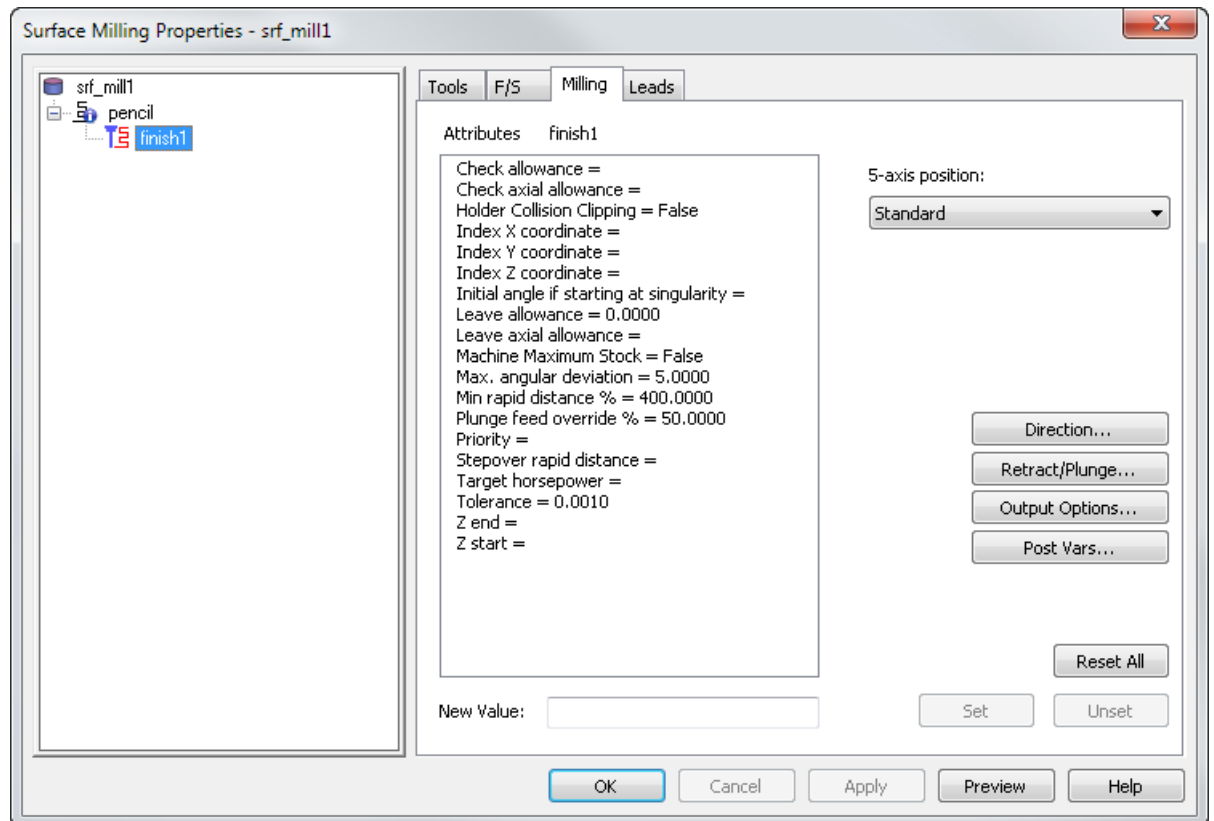 Surface Milling Properties - srf_mill1
srf_mill1
pencil
finish1
Tools F/S Milling Leads
Attributes finish1
Check allowance =
Check axial allowance =
Holder Collision Clipping = False
Index X coordinate =
Index Y coordinate =
Index Z coordinate =
Initial angle if starting at singularity =
Leave allowance = 0.0000
Leave axial allowance =
Machine Maximum Stock = False
Max. angular deviation = 5.0000
Min rapid distance % = 400.0000
Plunge feed override % = 50.0000
Priority =
Stepover rapid distance =
Target horsepower =
Tolerance = 0.0010
Z end =
Z start =
5-axis position:
Standard
Direction...
Retract/Plunge...
Output Options...
Post Vars...
Reset All
New Value:
Set Unset
OK Cancel Apply Preview Help